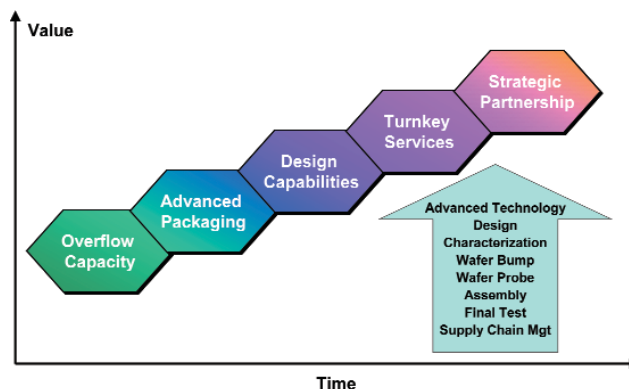 Value
Strategic
Partnership
Turnkey
Services
Design
Capabilities
Advanced
Packaging
Overflow
Capacity
Advanced Technology
Design
Characterization
Wafer Bump
Wafer Probe
Assembly
FInal Test
Supply Chain Mgt
Time